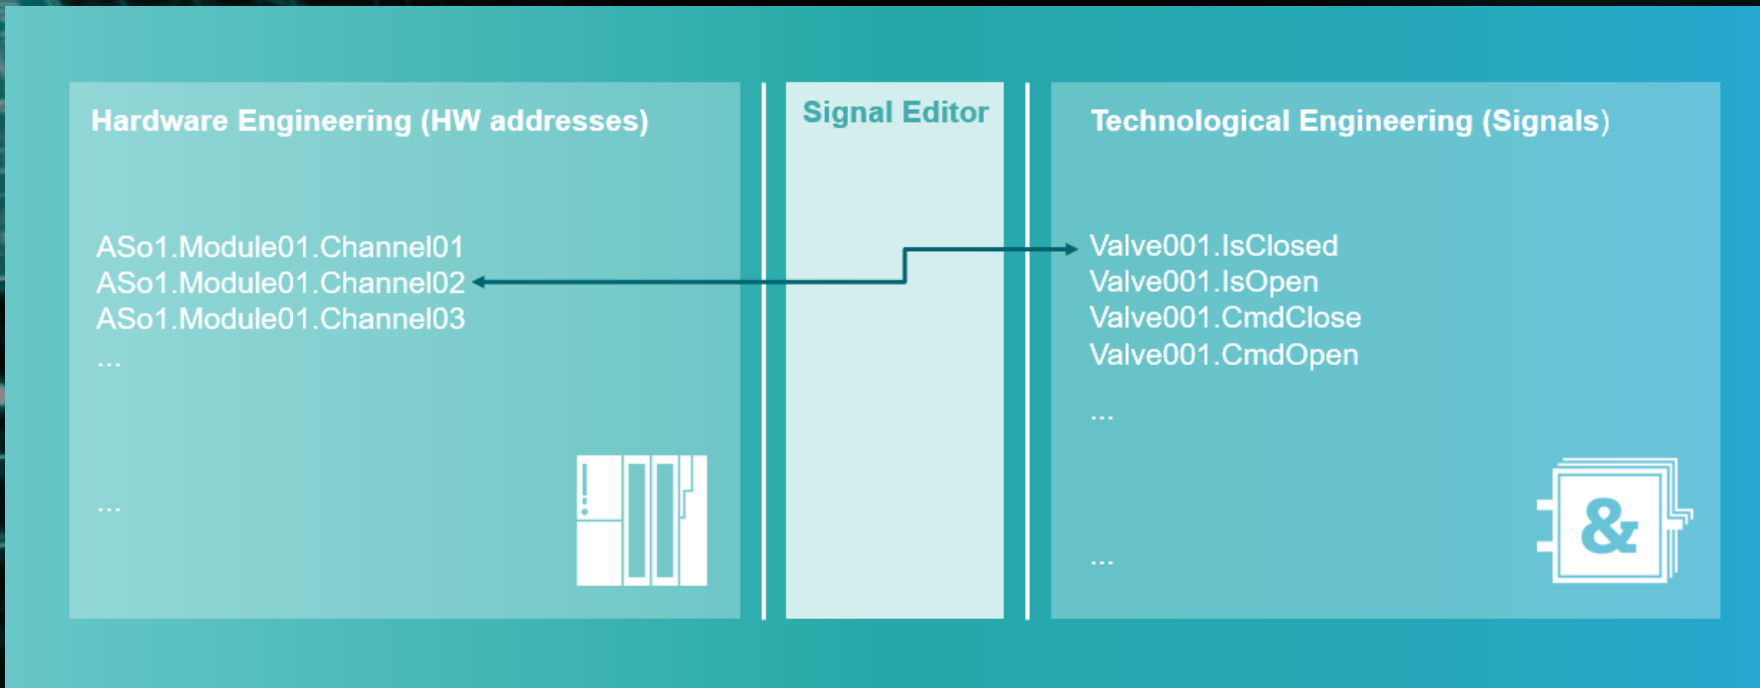 Hardware Engineering (HW addresses)
ASo1.Module01.Channel01
ASo1.Module01.Channel02
ASo1.Module01.Channel03
...
...
Signal Editor
Technological Engineering (Signals)
Valve001.IsClosed
Valve001.IsOpen
Valve001.CmdClose
Valve001.CmdOpen
...
...
&